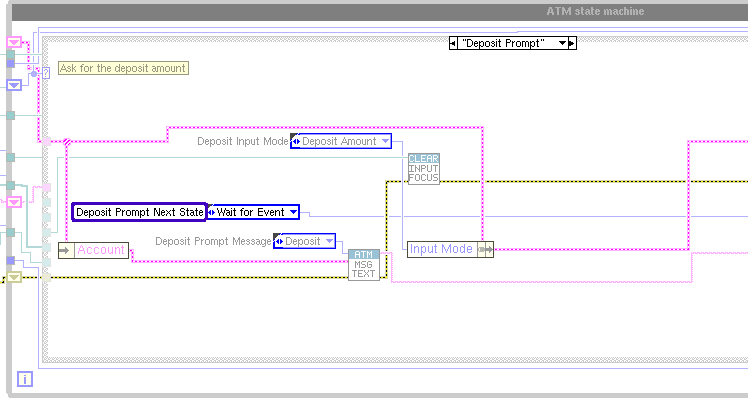 ATM state machine
"Deposit Prompt"
?
Ask for the deposit amount
Deposit Input Mode
Deposit Amount
CLEAR
INPUT
FOCUS
Deposit Prompt Next State
Wait for Event
Deposit Prompt Message
Deposit
Account
ATM
MSG
TEXT
Input Mode
i